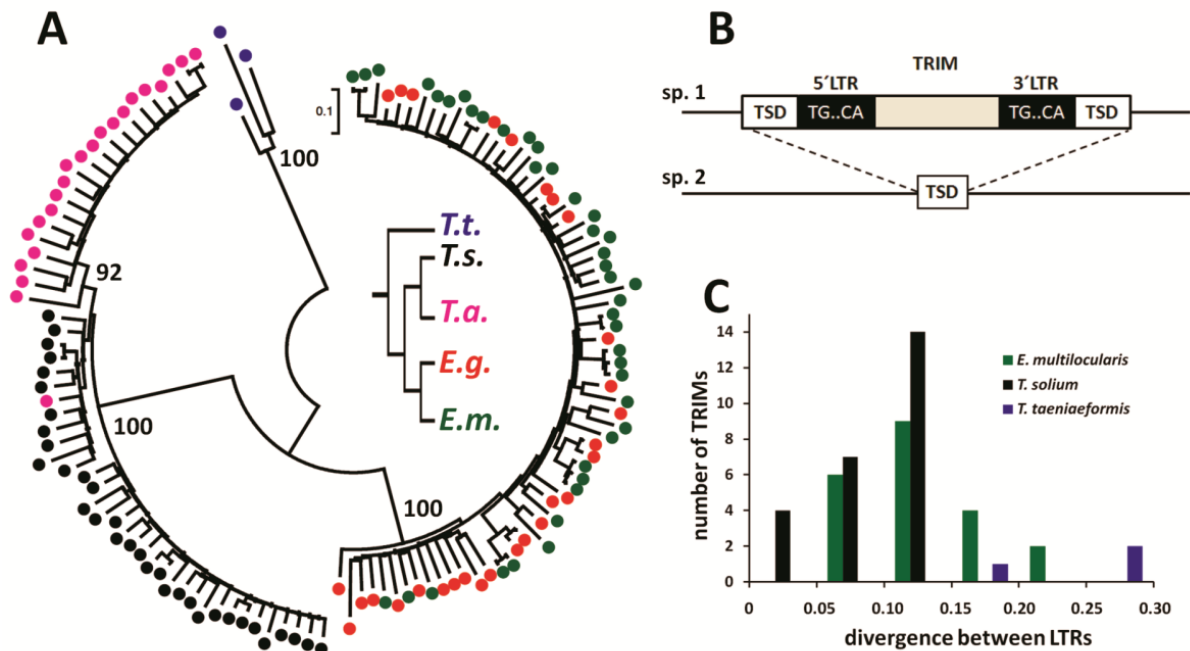 A
0.1
100
92
100
100
T.t.
T.s.
T.a.
E.g.
E.m.
B
TRIM
5´LTR 3´LTR
sp. 1
TSD TG..CA TG..CA TSD
sp. 2
TSD
C
number of TRIMs
14
12
10
8
6
4
2
0
E. multilocularis
T. solium
T. taeniaeformis
0 0.05 0.10 0.15 0.20 0.25 0.30
divergence between LTRs